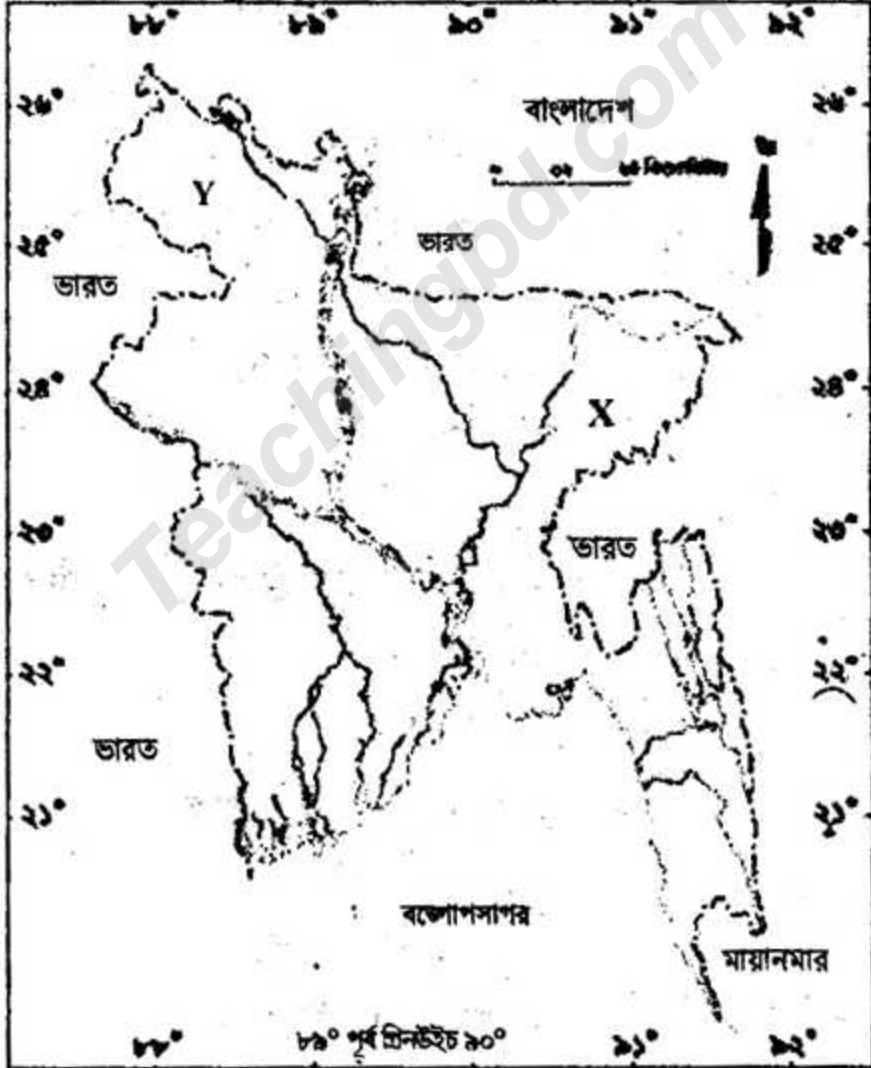 ৮৮° ৮৯° ৯০° ৯১° ৯২°
২৬° ২৬°
বাংলাদেশ
Y
২৫° ২৫°
ভারত
ভারত
২৪° ২৪°
X
২৩° ২৩°
ভারত
২২° ২২°
ভারত
২১° ২১°
বঙ্গোপসাগর
মায়ানমার
৮৮° ৮৯° পূর্ব গ্রিনউইচ ৯০° ৯১° ৯২°
Teachingbd.com